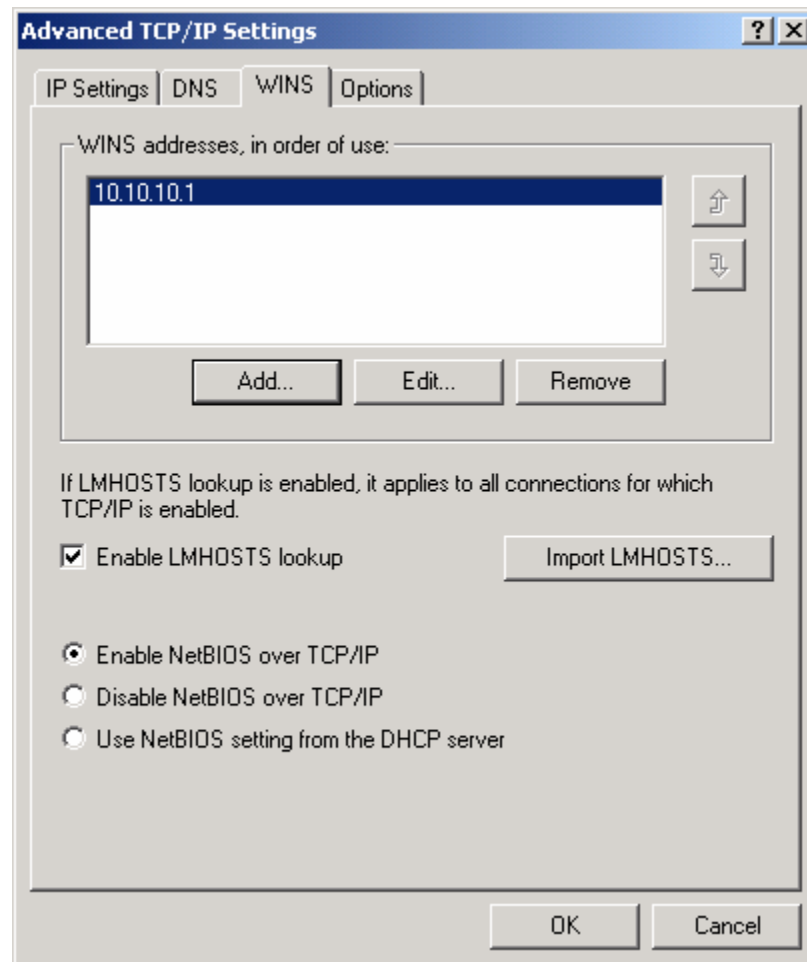 Advanced TCP/IP Settings
IP Settings DNS WINS Options
WINS addresses, in order of use:
10.10.10.1
Add... Edit... Remove
If LMHOSTS lookup is enabled, it applies to all connections for which
TCP/IP is enabled.
Enable LMHOSTS lookup Import LMHOSTS...
Enable NetBIOS over TCP/IP
Disable NetBIOS over TCP/IP
Use NetBIOS setting from the DHCP server
OK Cancel